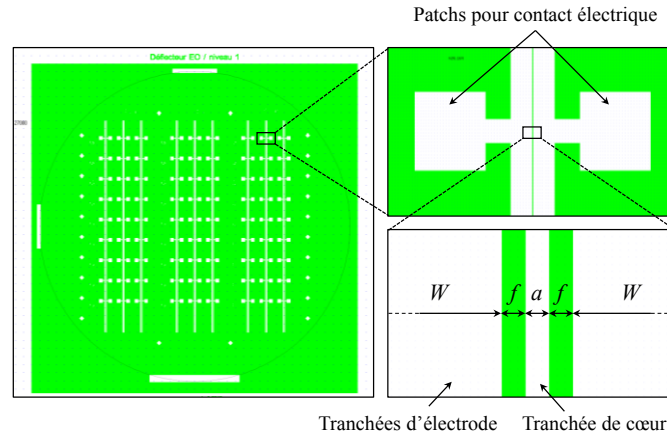 Patchs pour contact électrique
Déflecteur EO / niveau 1
W
f
a
f
W
Tranchées d'électrode
Tranchée de cœur